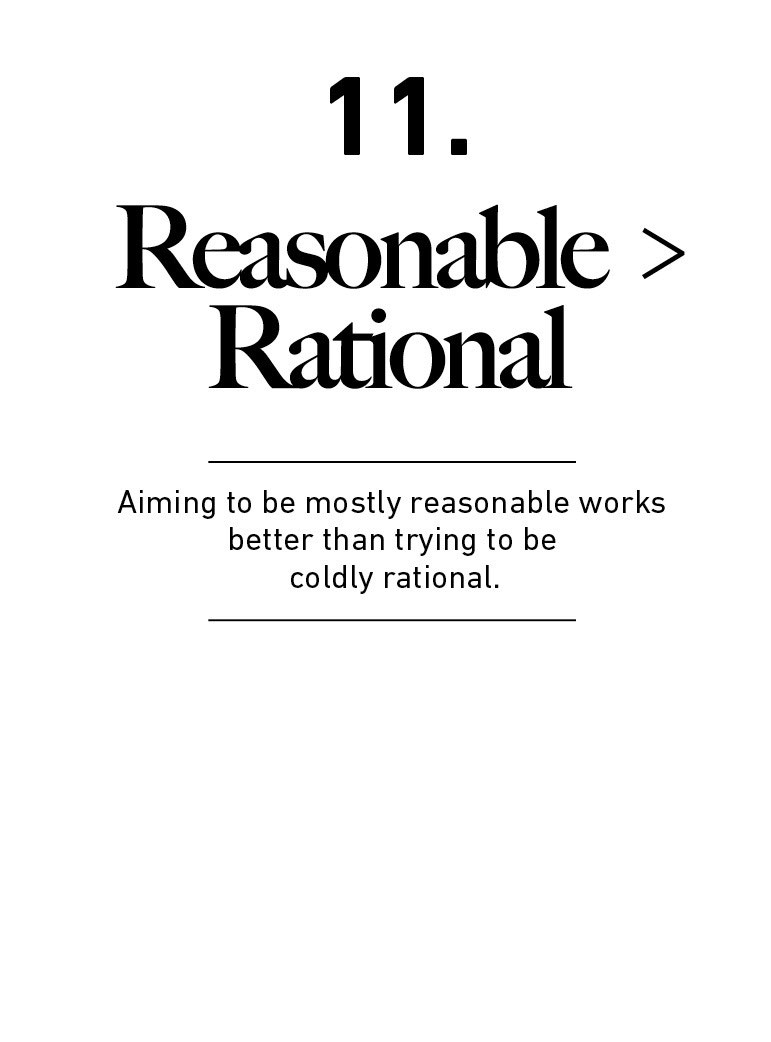 11.
Reasonable >
Rational
Aiming to be mostly reasonable works
better than trying to be
coldly rational.